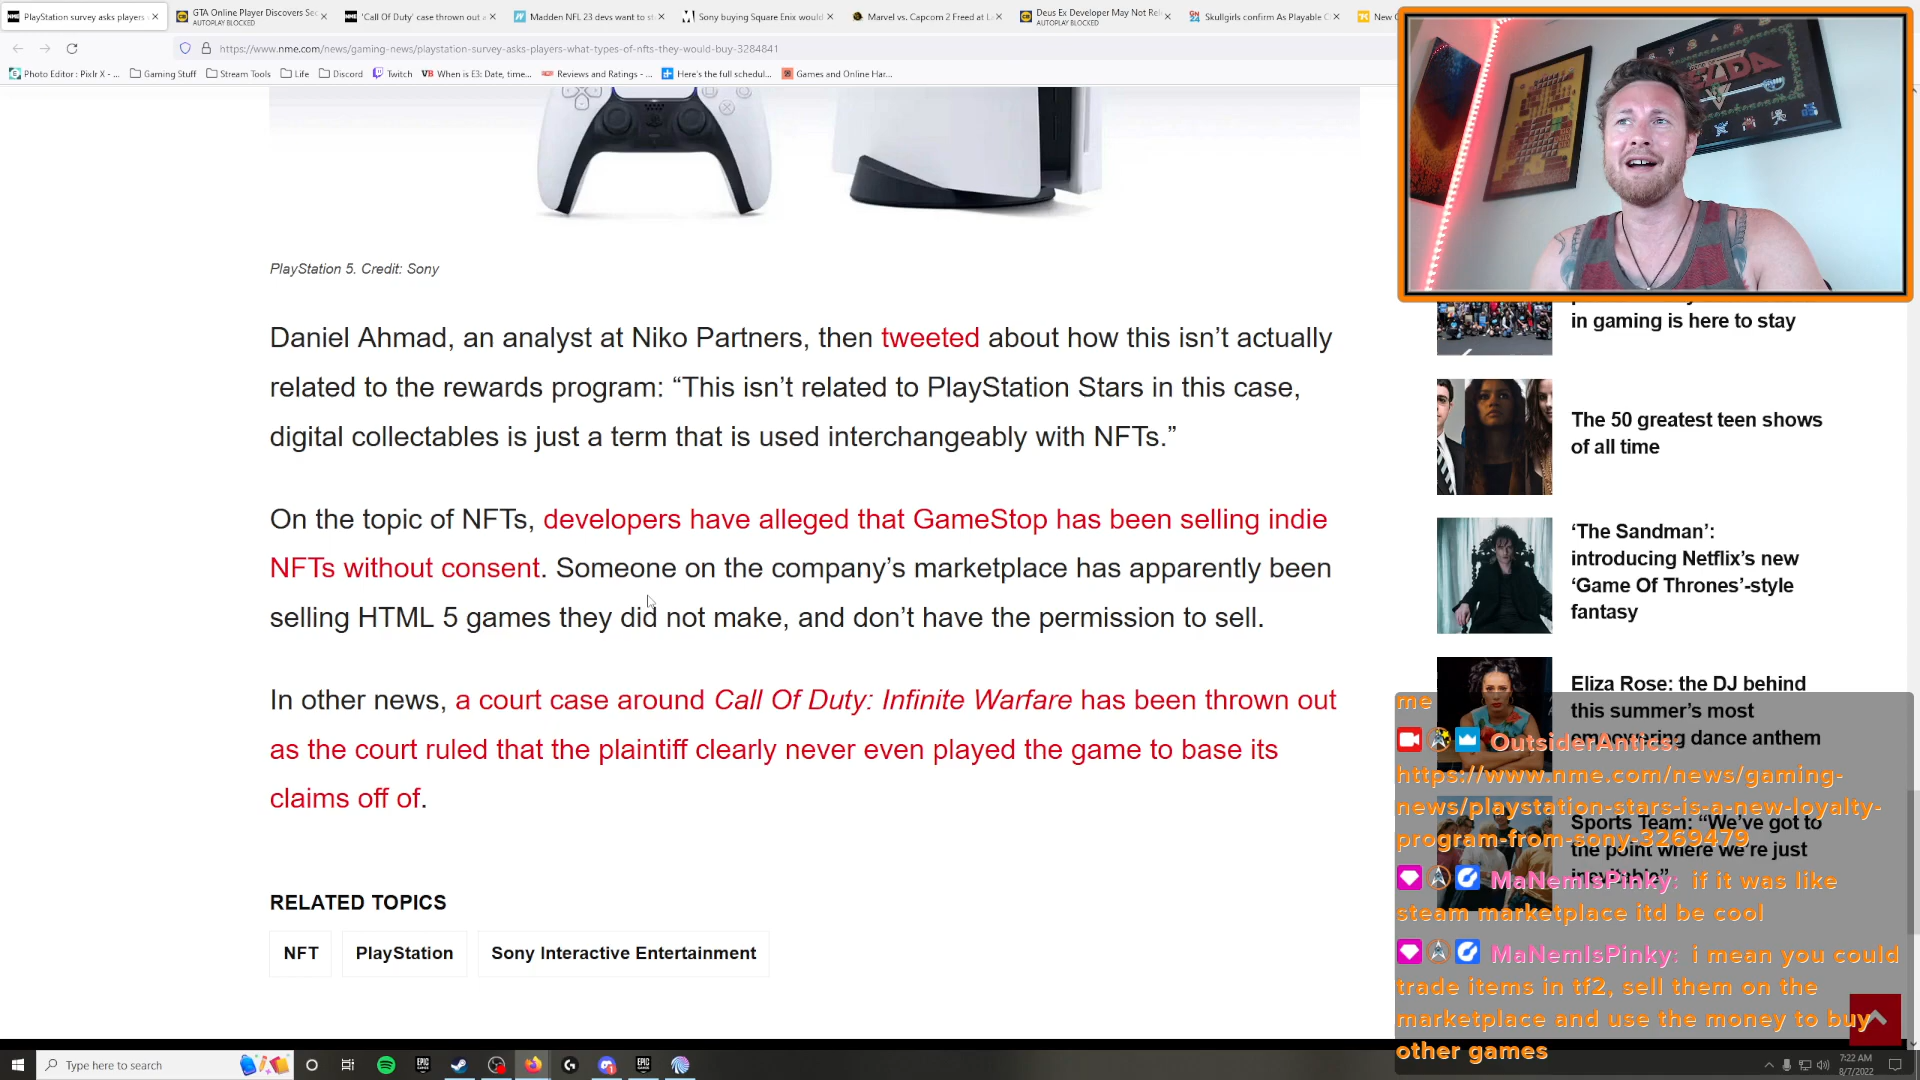 PlayStation survey asks players
GTA Online Player Discovers Sec
AUTOPLAY BLOCKED
'Call Of Duty' case thrown out a
Madden NFL 23 devs want to st
Sony buying Square Enix would
Marvel vs. Capcom 2 Freed at L
Deus Ex Developer May Not Re
AUTOPLAY BLOCKED
Skullgirls confirm As Playable C
New
https://www.nme.com/news/gaming-news/playstation-survey-asks-players-what-types-of-nfts-they-would-buy-3284841
Photo Editor : Pixlr X - ...
Gaming Stuff
Stream Tools
Life
Discord
Twitch
When is E3: Date, time...
Reviews and Ratings - ...
Here's the full schedul...
Games and Online Har...
PlayStation 5. Credit: Sony
Daniel Ahmad, an analyst at Niko Partners, then tweeted about how this isn’t actually
related to the rewards program: “This isn’t related to PlayStation Stars in this case,
digital collectables is just a term that is used interchangeably with NFTs.”
On the topic of NFTs, developers have alleged that GameStop has been selling indie
NFTs without consent. Someone on the company’s marketplace has apparently been
selling HTML 5 games they did not make, and don’t have the permission to sell.
In other news, a court case around Call Of Duty: Infinite Warfare has been thrown out
as the court ruled that the plaintiff clearly never even played the game to base its
claims off of.
RELATED TOPICS
NFT
PlayStation
Sony Interactive Entertainment
in gaming is here to stay
The 50 greatest teen shows
of all time
‘The Sandman’:
introducing Netflix’s new
‘Game Of Thrones’-style
fantasy
Eliza Rose: the DJ behind
this summer’s most
empowering dance anthem
Sports Team: “We’ve got to
the point where we’re just
inevitable”
me
OutsiderAntics:
https://www.nme.com/news/gaming-
news/playstation-stars-is-a-new-loyalty-
program-from-sony-3269479
MaNemIsPinky: if it was like
steam marketplace itd be cool
MaNemIsPinky: i mean you could
trade items in tf2, sell them on the
marketplace and use the money to buy
other games
Type here to search
7:22 AM
8/7/2022